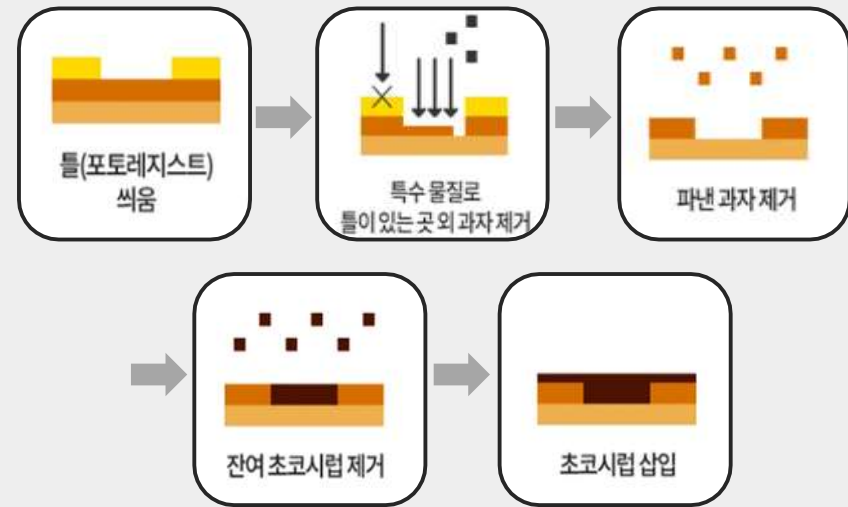 틀(포토레지스트)
씌움
특수 물질로
틀이 있는 곳 외 과자 제거
파낸 과자 제거
잔여 초코시럽 제거
초코시럽 삽입